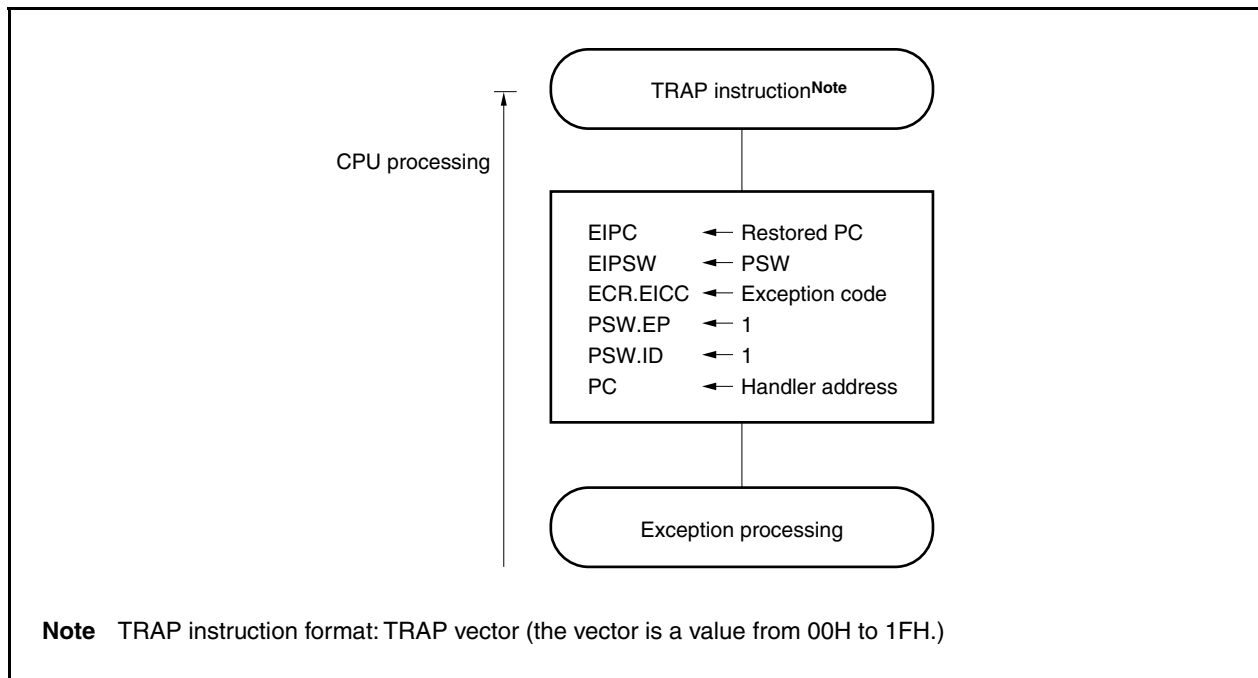 TRAP instructionNote
CPU processing
EIPC ← Restored PC
EIPSW ← PSW
ECR.EICC ← Exception code
PSW.EP ← 1
PSW.ID ← 1
PC ← Handler address
Exception processing
Note TRAP instruction format: TRAP vector (the vector is a value from 00H to 1FH.)